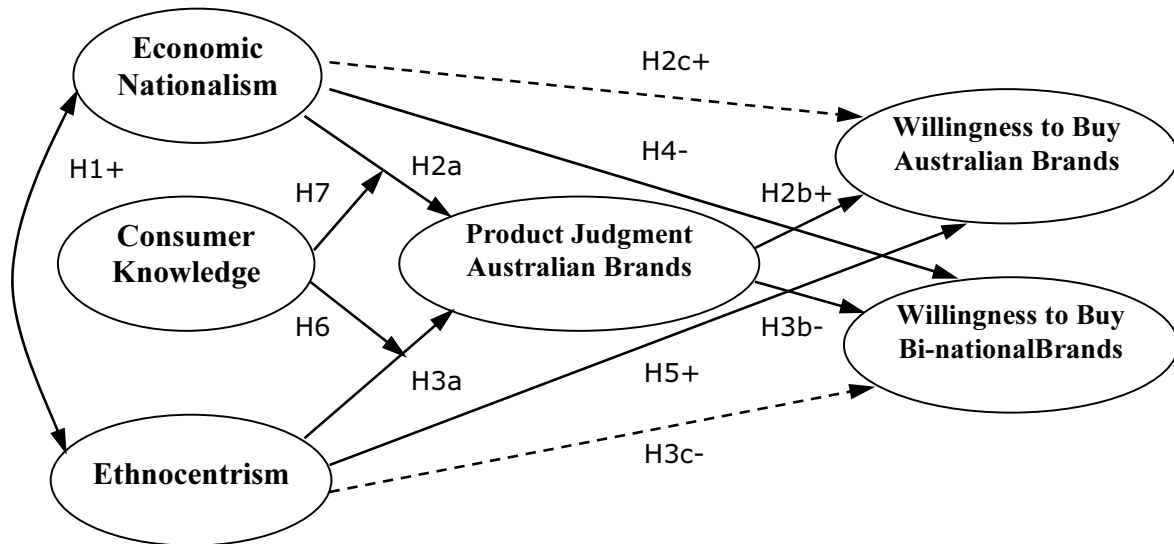 Economic
Nationalism
H2c+
Willingness to Buy
Australian Brands
H1+
H4-
H2a
H7
H2b+
Consumer
Knowledge
Product Judgment
Australian Brands
H6
H3b-
Willingness to Buy
Bi-nationalBrands
H3a
H5+
Ethnocentrism
H3c-